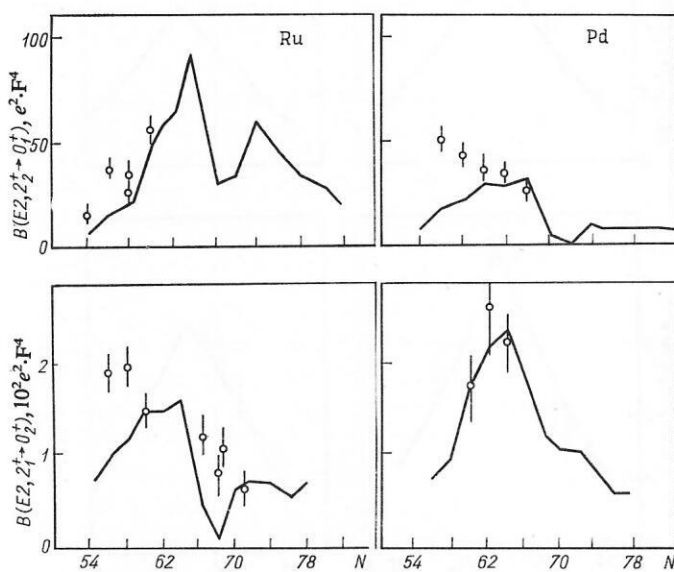 100
50
0
B(E2, 2₂⁺→0₁⁺), e²·F⁴
Ru
Pd
2
1
0
B(E2, 2₁⁺→0₂⁺), 10²e²·F⁴
54 62 70 78 N
54 62 70 78 N